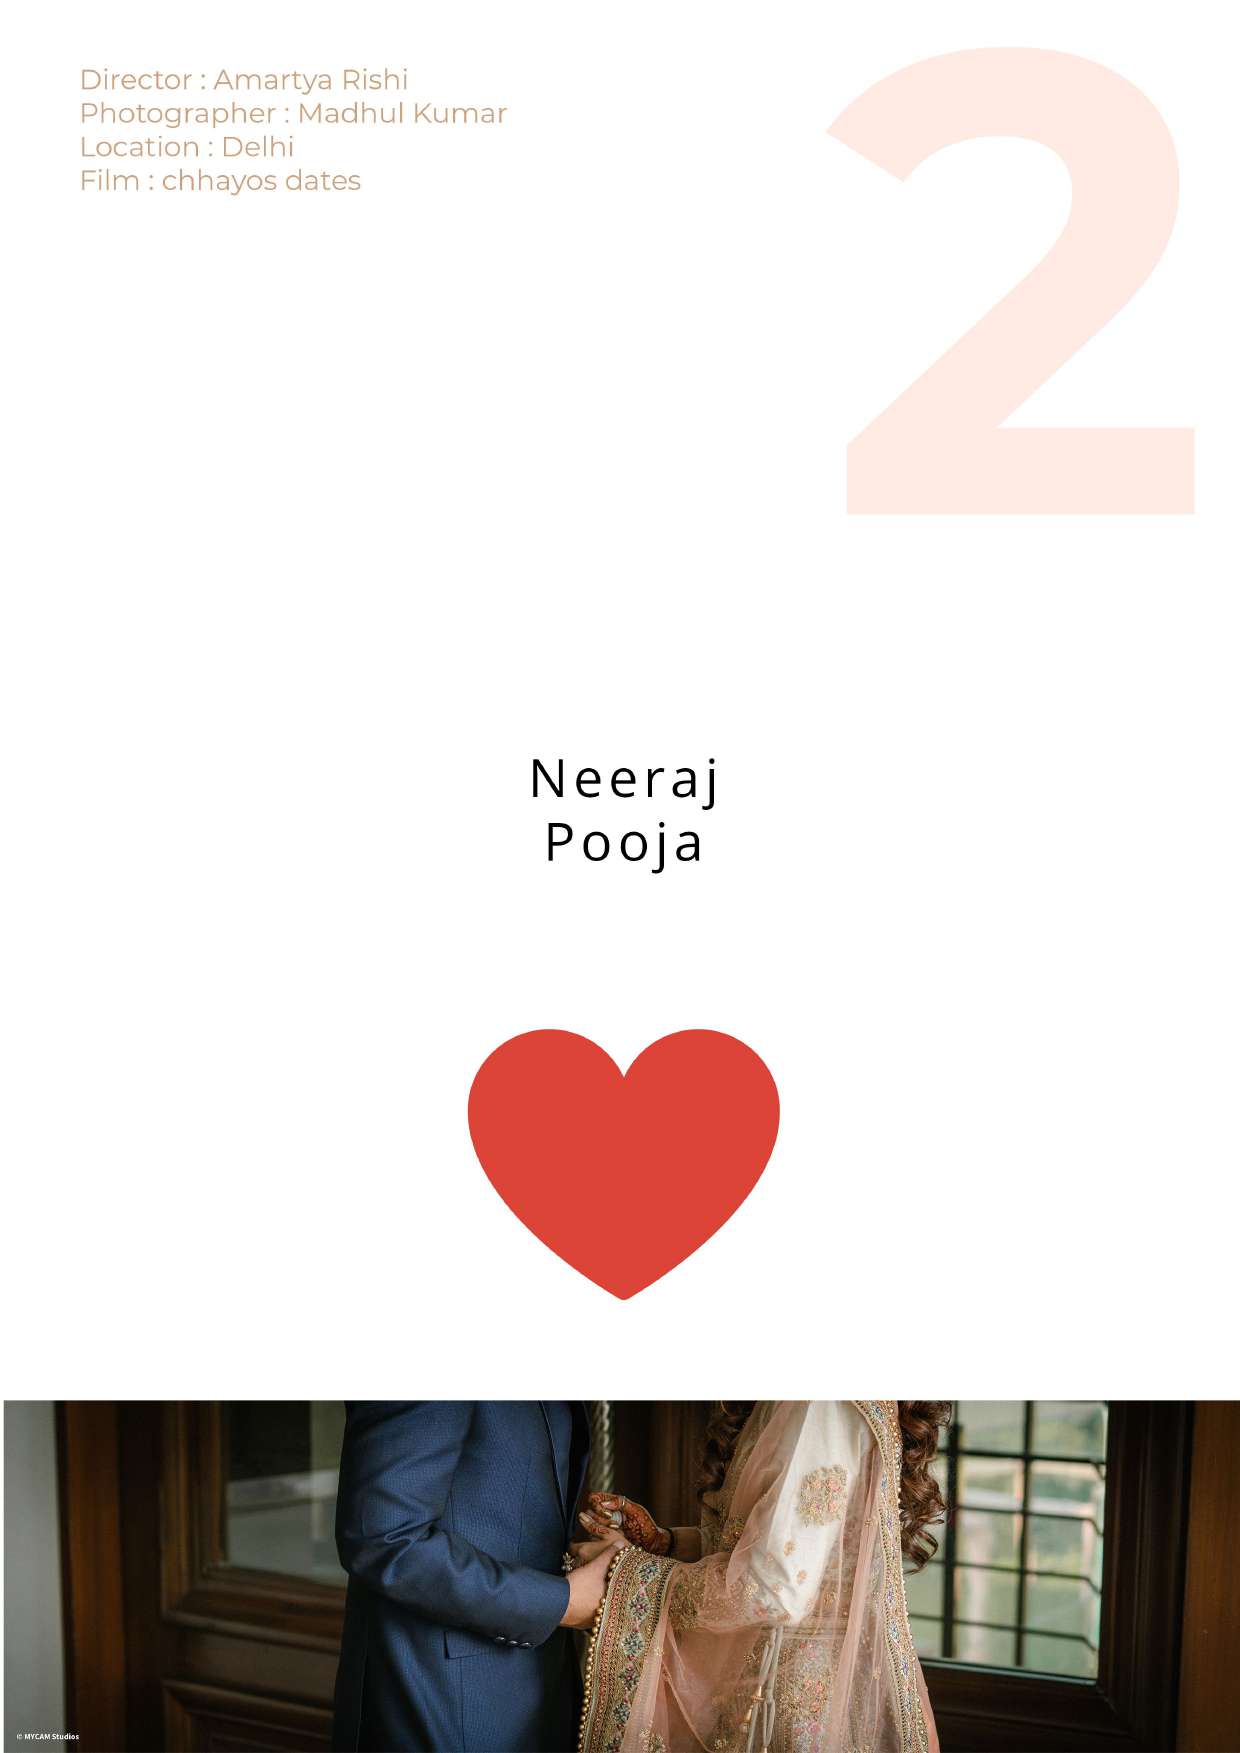 Director : Amartya Rishi
Photographer : Madhul Kumar
Location : Delhi
Film : chhayos dates
2
Neeraj
Pooja
© MYCAM Studios